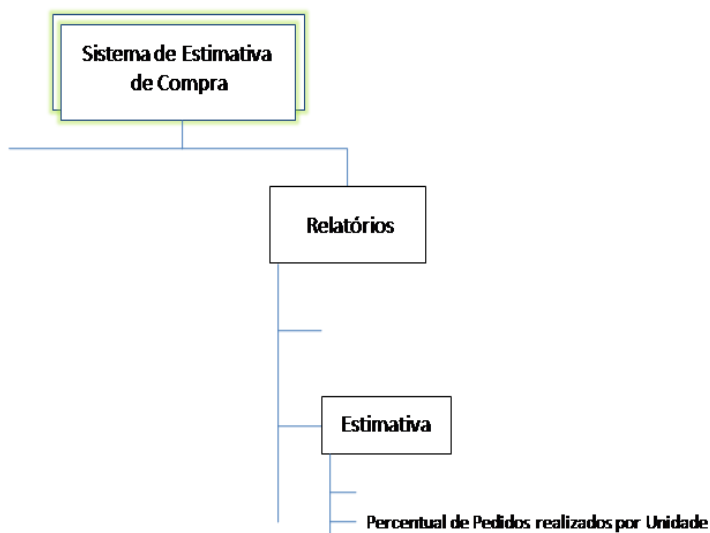 Sistema de Estimativa
de Compra
Relatórios
Estimativa
Percentual de Pedidos realizados por Unidade